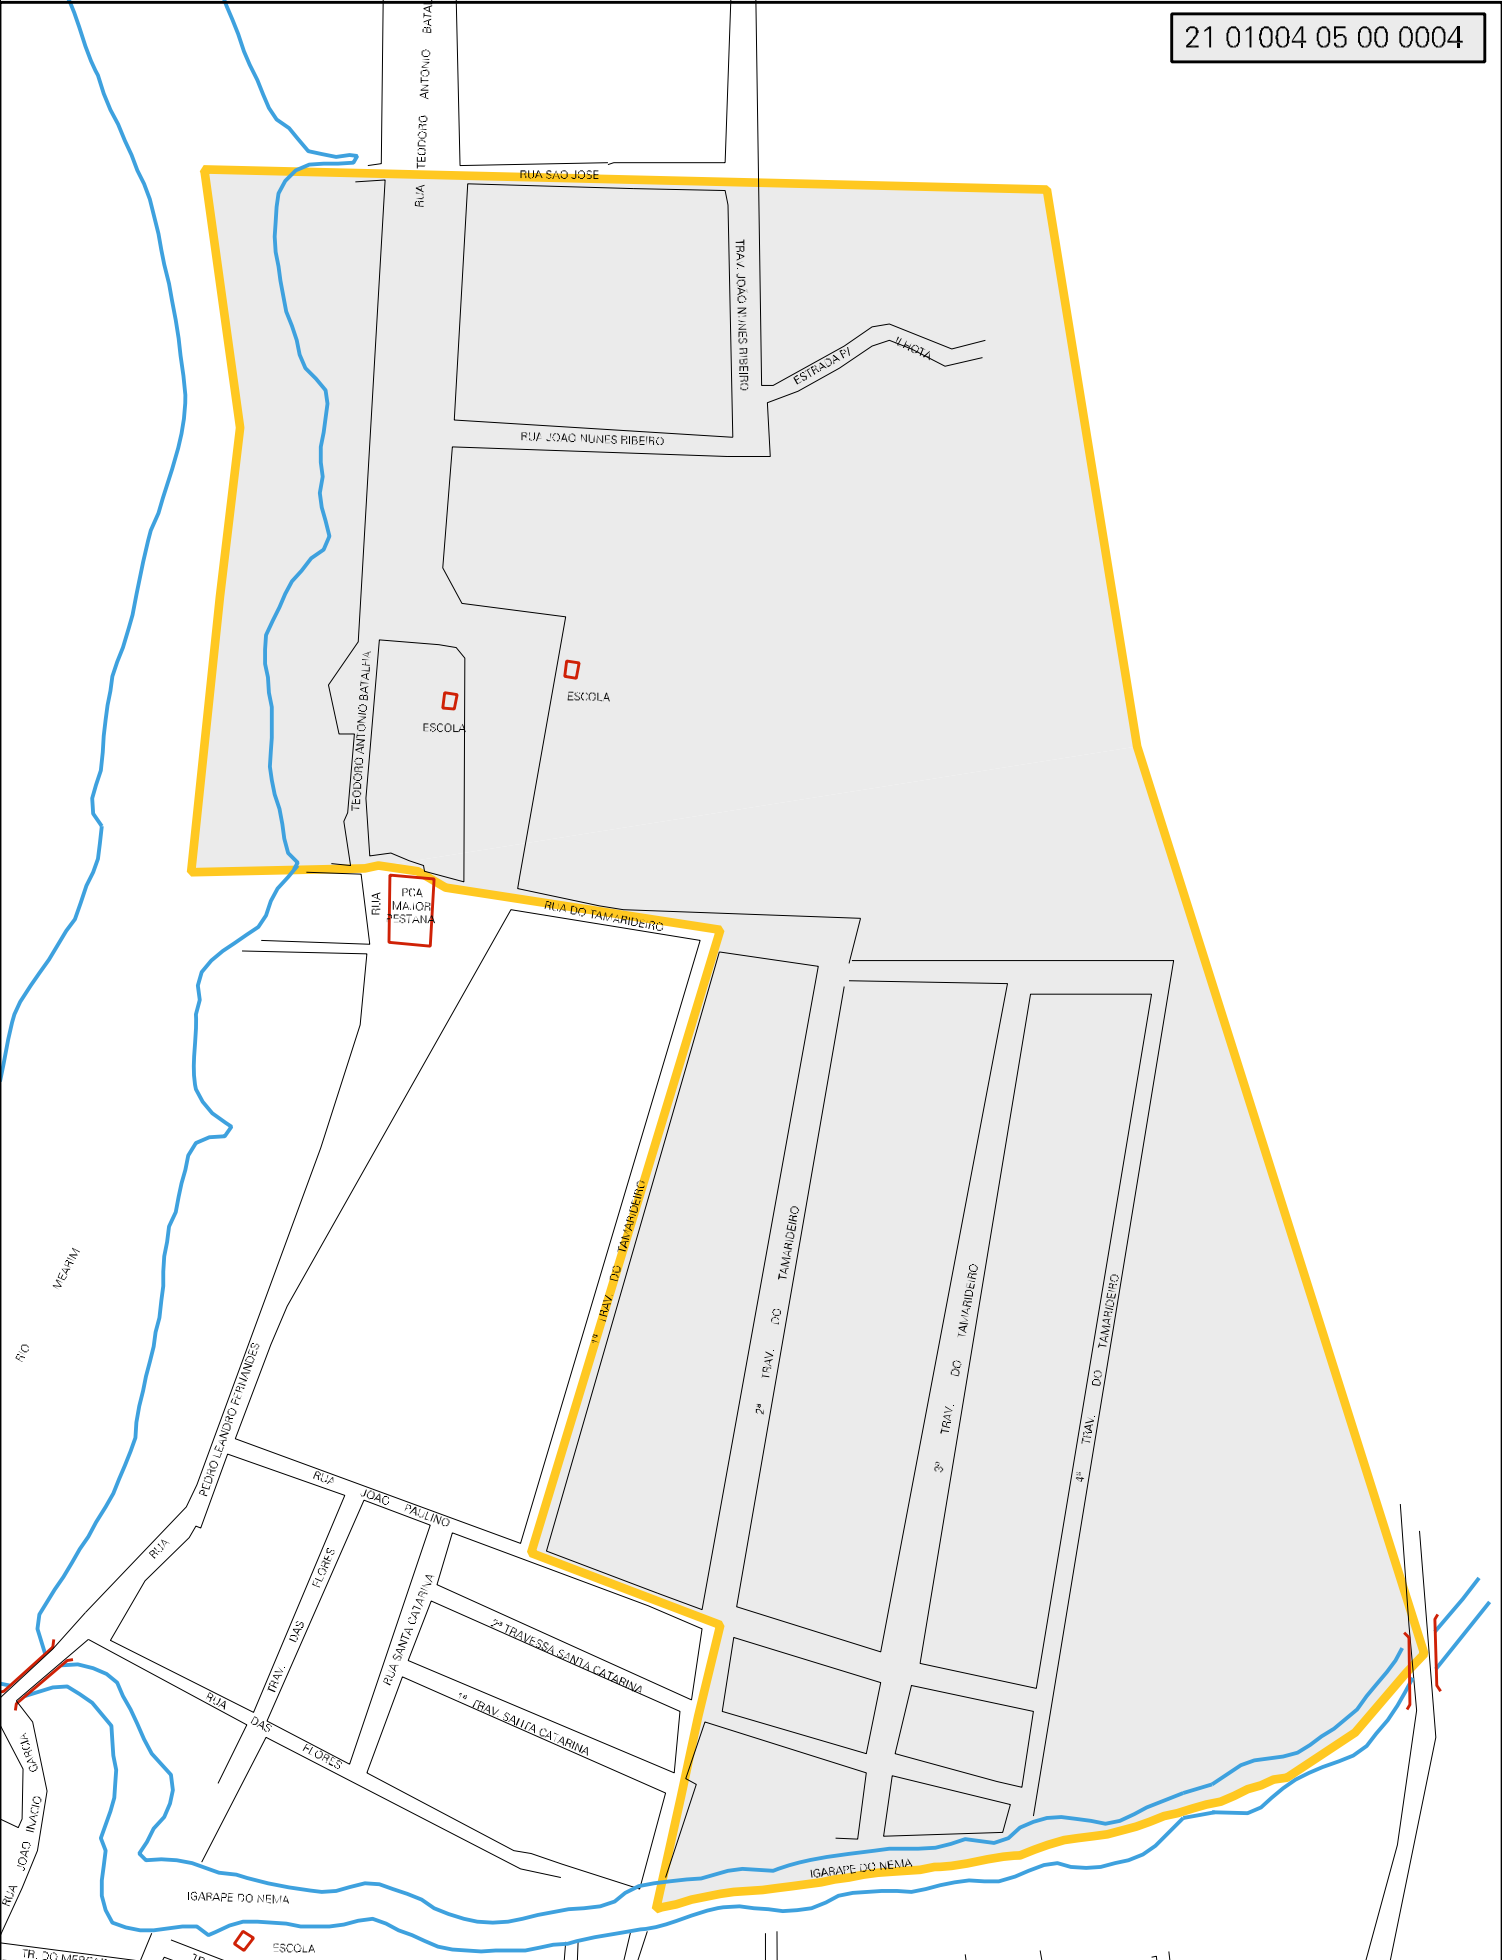 21 01004 05 00 0004
RUA TEODORO ANTONIO
RUA SAO JOSE
TRAV. JOÃO NUNES RIBEIRO
ESTRADA P/ ILHOTA
RUA JOAO NUNES RIBEIRO
ESCOLA
ESCOLA
TEODORO ANTONIO BATALHA
RUA
PCA
MAJOR
PESTANA
RUA DO TAMARIDEIRO
1ª TRAV. DO TAMARIDEIRO
2ª TRAV. DO TAMARIDEIRO
3ª TRAV. DO TAMARIDEIRO
4ª TRAV. DO TAMARIDEIRO
RIO MEARIM
RUA PEDRO LEANDRO FERNANDES
RUA JOAO PAULINO
TRAV. DAS FLORES
RUA SANTA CATARINA
2ª TRAVESSA SANTA CATARINA
1ª TRAV. SANTA CATARINA
RUA DAS FLORES
GARCIA
RUA JOAO INACIO
IGARAPE DO NEMA
IGARAPE DO NEMA
ESCOLA
TR. DO